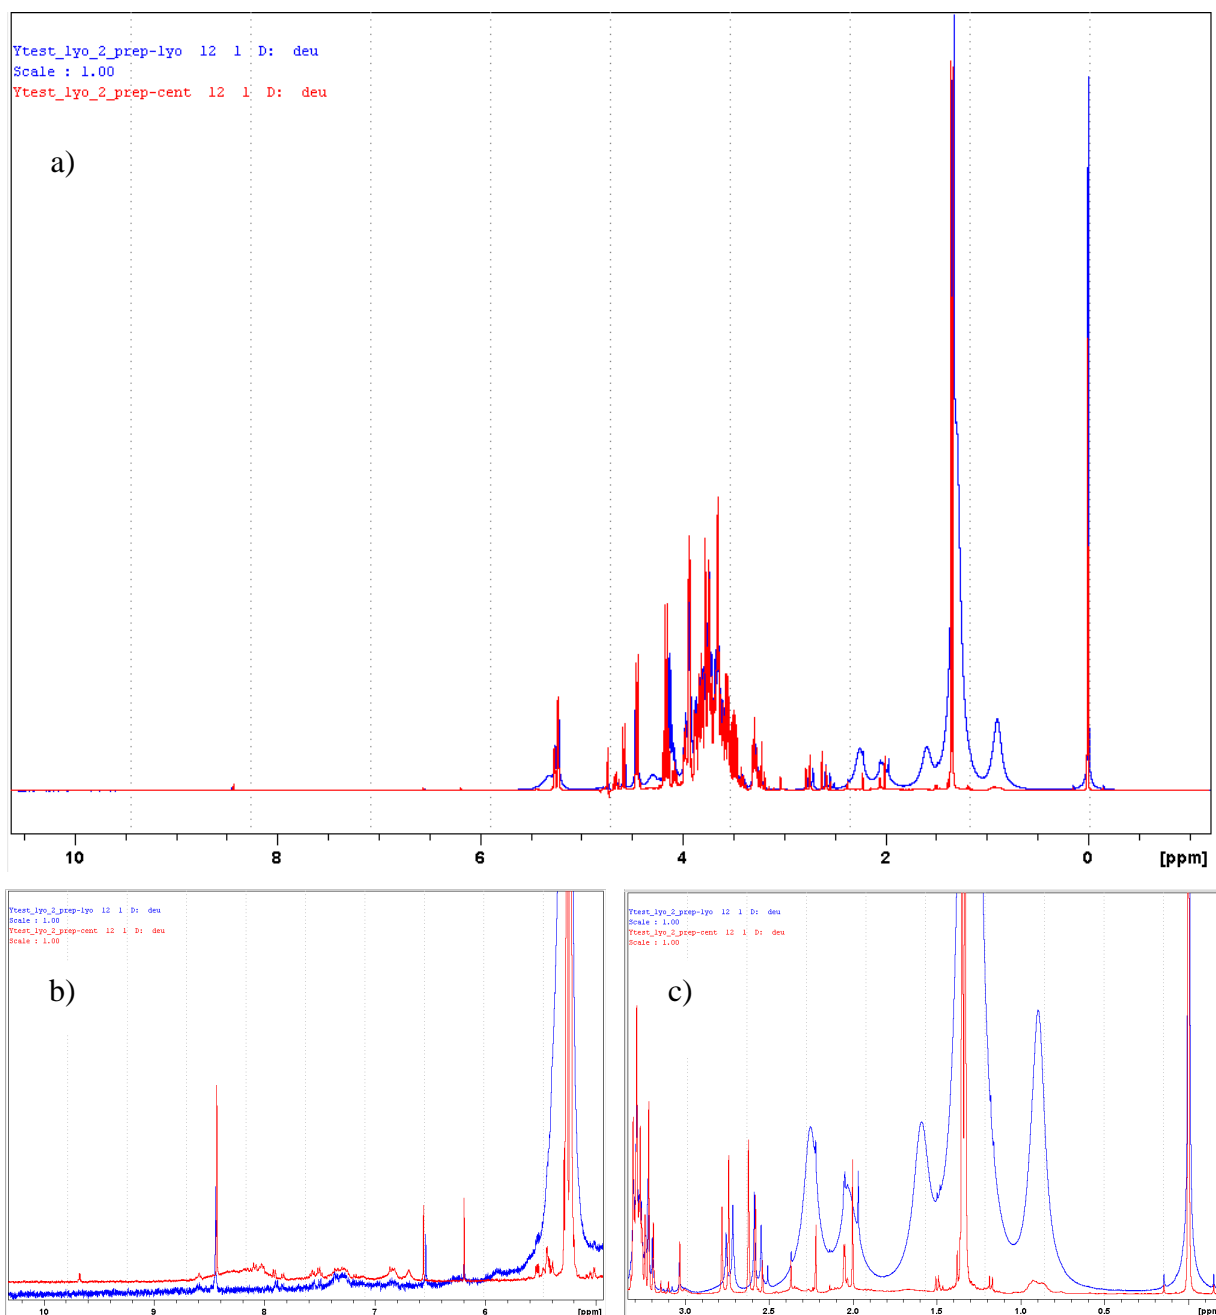 Ytest_lyo_2_prep-lyo 12 1 D: deu
Scale : 1.00
Ytest_lyo_2_prep-cent 12 1 D: deu
a)
10 8 6 4 2 0 [ppm]
Ytest_lyo_2_prep-lyo 12 1 D: deu
Scale : 1.00
Ytest_lyo_2_prep-cent 12 1 D: deu
Scale : 1.00
b)
10 9 8 7 6 [ppm]
Ytest_lyo_2_prep-lyo 12 1 D: deu
Scale : 1.00
Ytest_lyo_2_prep-cent 12 1 D: deu
Scale : 1.00
c)
3.0 2.5 2.0 1.5 1.0 0.5